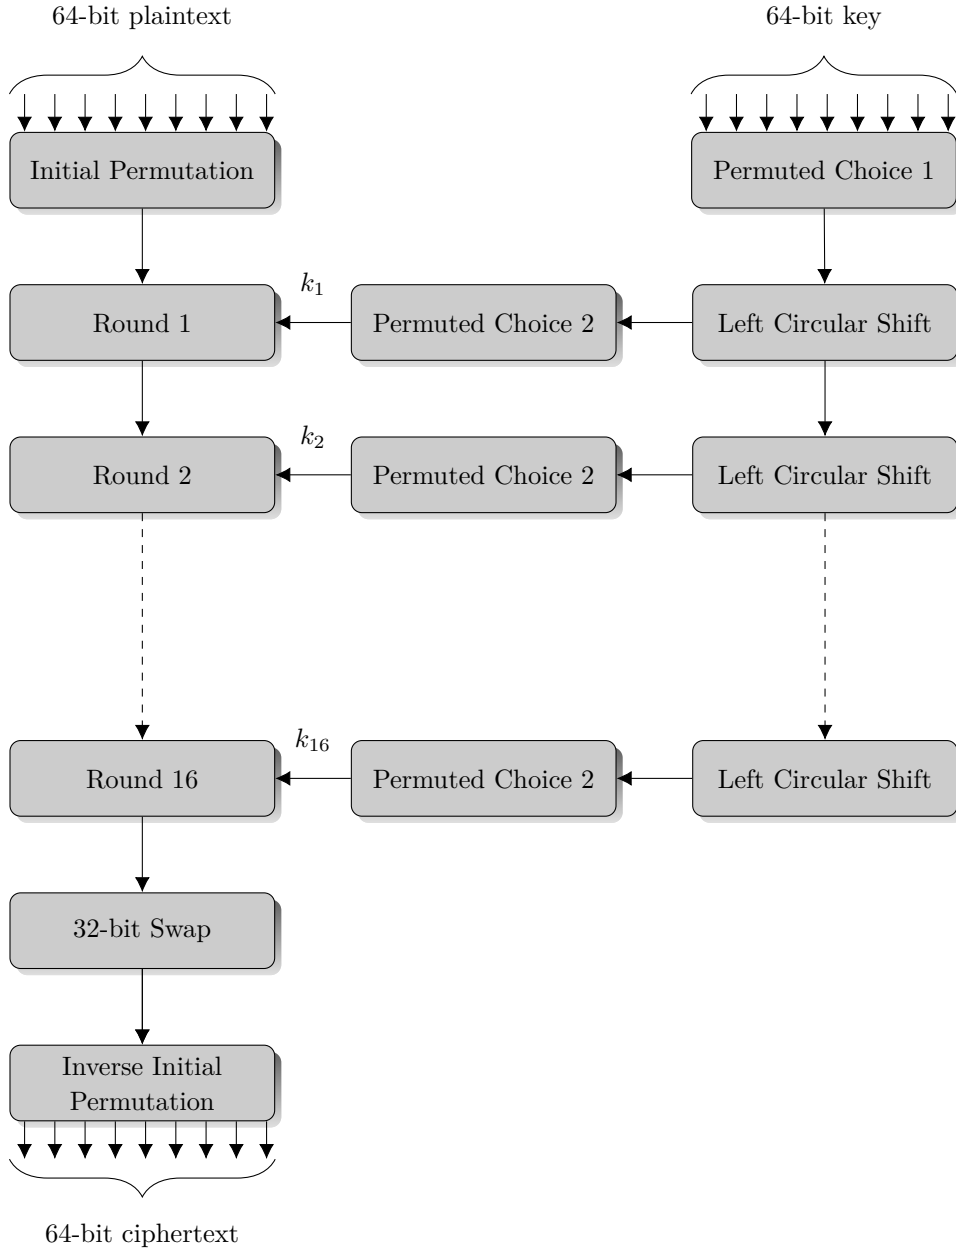 64-bit plaintext
64-bit key
Initial Permutation
Permuted Choice 1
k₁
Round 1
Permuted Choice 2
Left Circular Shift
k₂
Round 2
Permuted Choice 2
Left Circular Shift
k₁₆
Round 16
Permuted Choice 2
Left Circular Shift
32-bit Swap
Inverse Initial
Permutation
64-bit ciphertext